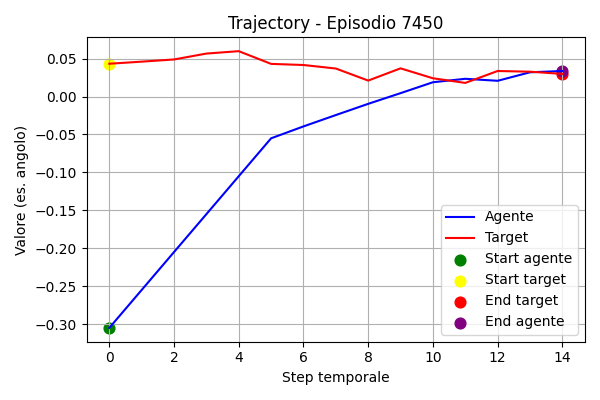 Trajectory - Episodio 7450
Valore (es. angolo)
0.05
0.00
−0.05
−0.10
−0.15
−0.20
−0.25
−0.30
Agente
Target
Start agente
Start target
End target
End agente
0 2 4 6 8 10 12 14
Step temporale